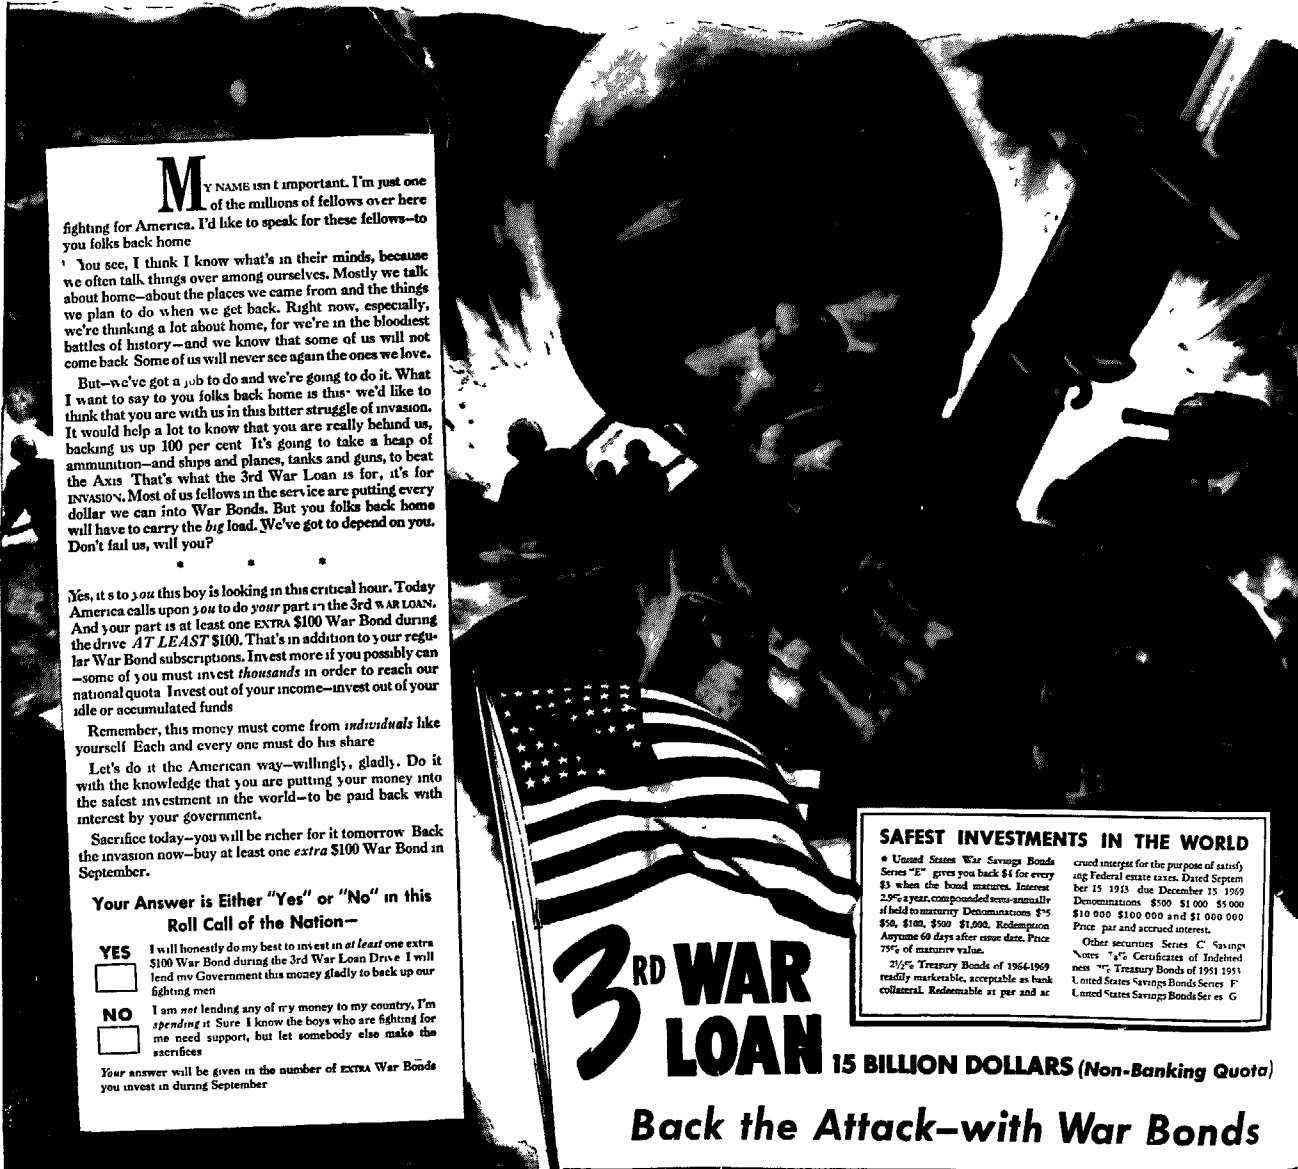 MY NAME isn't important. I'm just one
of the millions of fellows over here
fighting for America. I'd like to speak for these fellows—to
you folks back home
You see, I think I know what's in their minds, because
we often talk things over among ourselves. Mostly we talk
about home—about the places we came from and the things
we plan to do when we get back. Right now, especially,
we're thinking a lot about home, for we're in the bloodiest
battles of history—and we know that some of us will not
come back Some of us will never see again the ones we love.
But—we've got a job to do and we're going to do it. What
I want to say to you folks back home is this· we'd like to
think that you are with us in this bitter struggle of invasion.
It would help a lot to know that you are really behind us,
backing us up 100 per cent It's going to take a heap of
ammunition—and ships and planes, tanks and guns, to beat
the Axis That's what the 3rd War Loan is for, it's for
INVASION. Most of us fellows in the service are putting every
dollar we can into War Bonds. But you folks back home
will have to carry the big load. We've got to depend on you.
Don't fail us, will you?
* * *
Yes, it s to you this boy is looking in this critical hour. Today
America calls upon you to do your part in the 3rd WAR LOAN.
And your part is at least one EXTRA $100 War Bond during
the drive AT LEAST $100. That's in addition to your regu-
lar War Bond subscriptions. Invest more if you possibly can
—some of you must invest thousands in order to reach our
national quota Invest out of your income—invest out of your
idle or accumulated funds
Remember, this money must come from individuals like
yourself Each and every one must do his share
Let's do it the American way—willingly, gladly. Do it
with the knowledge that you are putting your money into
the safest investment in the world—to be paid back with
interest by your government.
Sacrifice today—you will be richer for it tomorrow Back
the invasion now—buy at least one extra $100 War Bond in
September.
Your Answer is Either "Yes" or "No" in this
Roll Call of the Nation—
YES I will honestly do my best to invest in at least one extra
$100 War Bond during the 3rd War Loan Drive I will
lend my Government this money gladly to back up our
fighting men
NO I am not lending any of my money to my country, I'm
spending it Sure I know the boys who are fighting for
me need support, but let somebody else make the
sacrifices
Your answer will be given in the number of EXTRA War Bonds
you invest in during September
SAFEST INVESTMENTS IN THE WORLD
* United States War Savings Bonds
Series "E" gives you back $4 for every
$3 when the bond matures. Interest
2.9% a year, compounded semi-annually
if held to maturity Denominations $25
$50, $100, $500 $1,000. Redemption
Anytime 60 days after issue date. Price
75% of maturity value.
2½% Treasury Bonds of 1964-1969
readily marketable, acceptable as bank
collateral. Redeemable at par and ac
crued interest for the purpose of satisfy
ing Federal estate taxes. Dated Septem
ber 15 1943 due December 15 1969
Denominations $500 $1 000 $5 000
$10 000 $100 000 and $1 000 000
Price par and accrued interest.
Other securities Series C Savings
Notes ⅞% Certificates of Indebted
ness 2% Treasury Bonds of 1951 1953
United States Savings Bonds Series F
United States Savings Bonds Series G
3RD WAR
LOAN
15 BILLION DOLLARS (Non-Banking Quota)
Back the Attack—with War Bonds